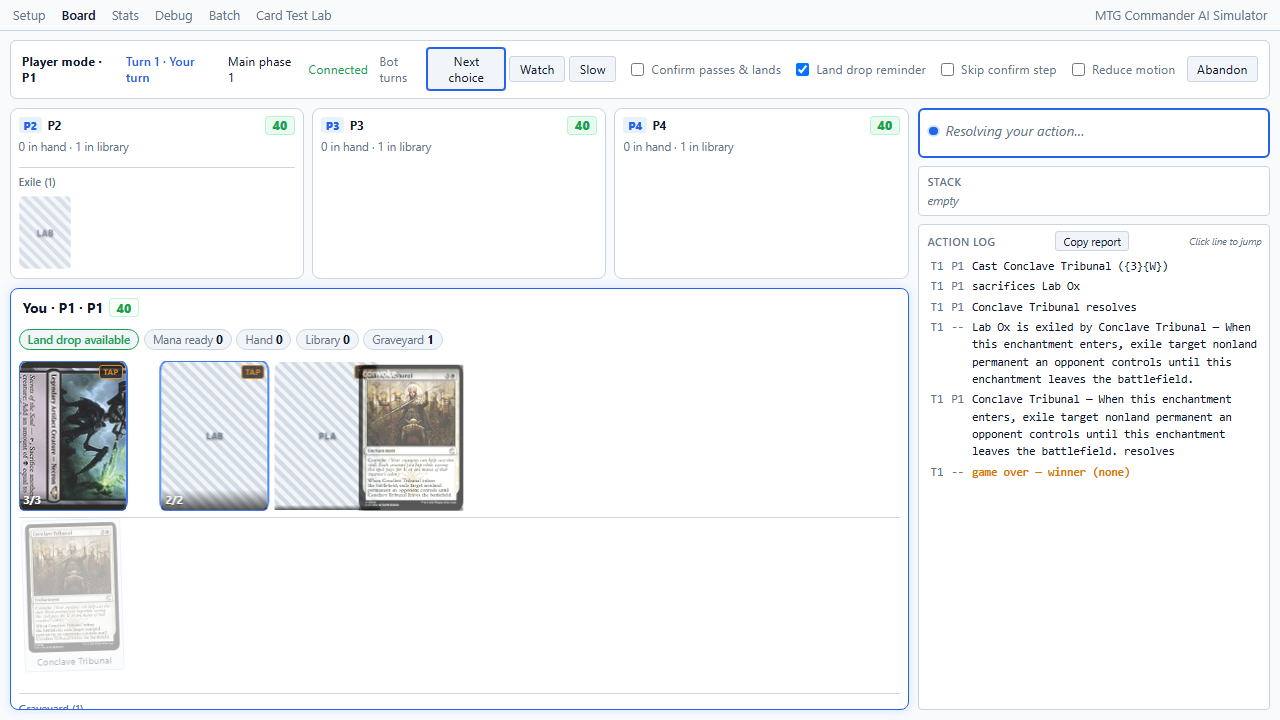 Setup Board Stats Debug Batch Card Test Lab MTG Commander AI Simulator
Player mode · P1
Turn 1 · Your turn
Main phase 1
Connected
Bot turns
Next choice
Watch
Slow
Confirm passes & lands
Land drop reminder
Skip confirm step
Reduce motion
Abandon
P2 P2 40
0 in hand · 1 in library
Exile (1)
LAB
P3 P3 40
0 in hand · 1 in library
P4 P4 40
0 in hand · 1 in library
Resolving your action...
STACK
empty
ACTION LOG Copy report Click line to jump
T1 P1 Cast Conclave Tribunal ({3}{W})
T1 P1 sacrifices Lab Ox
T1 P1 Conclave Tribunal resolves
T1 -- Lab Ox is exiled by Conclave Tribunal — When
this enchantment enters, exile target nonland
permanent an opponent controls until this
enchantment leaves the battlefield.
T1 P1 Conclave Tribunal — When this enchantment
enters, exile target nonland permanent an
opponent controls until this enchantment
leaves the battlefield. resolves
T1 -- game over — winner (none)
You · P1 · P1 40
Land drop available
Mana ready 0
Hand 0
Library 0
Graveyard 1
TAP
Legendary Artifact Creature — Necron
3/3
TAP
LAB
2/2
PLA
Enchantment
Conclave Tribunal
Conclave Tribunal
Graveyard (1)